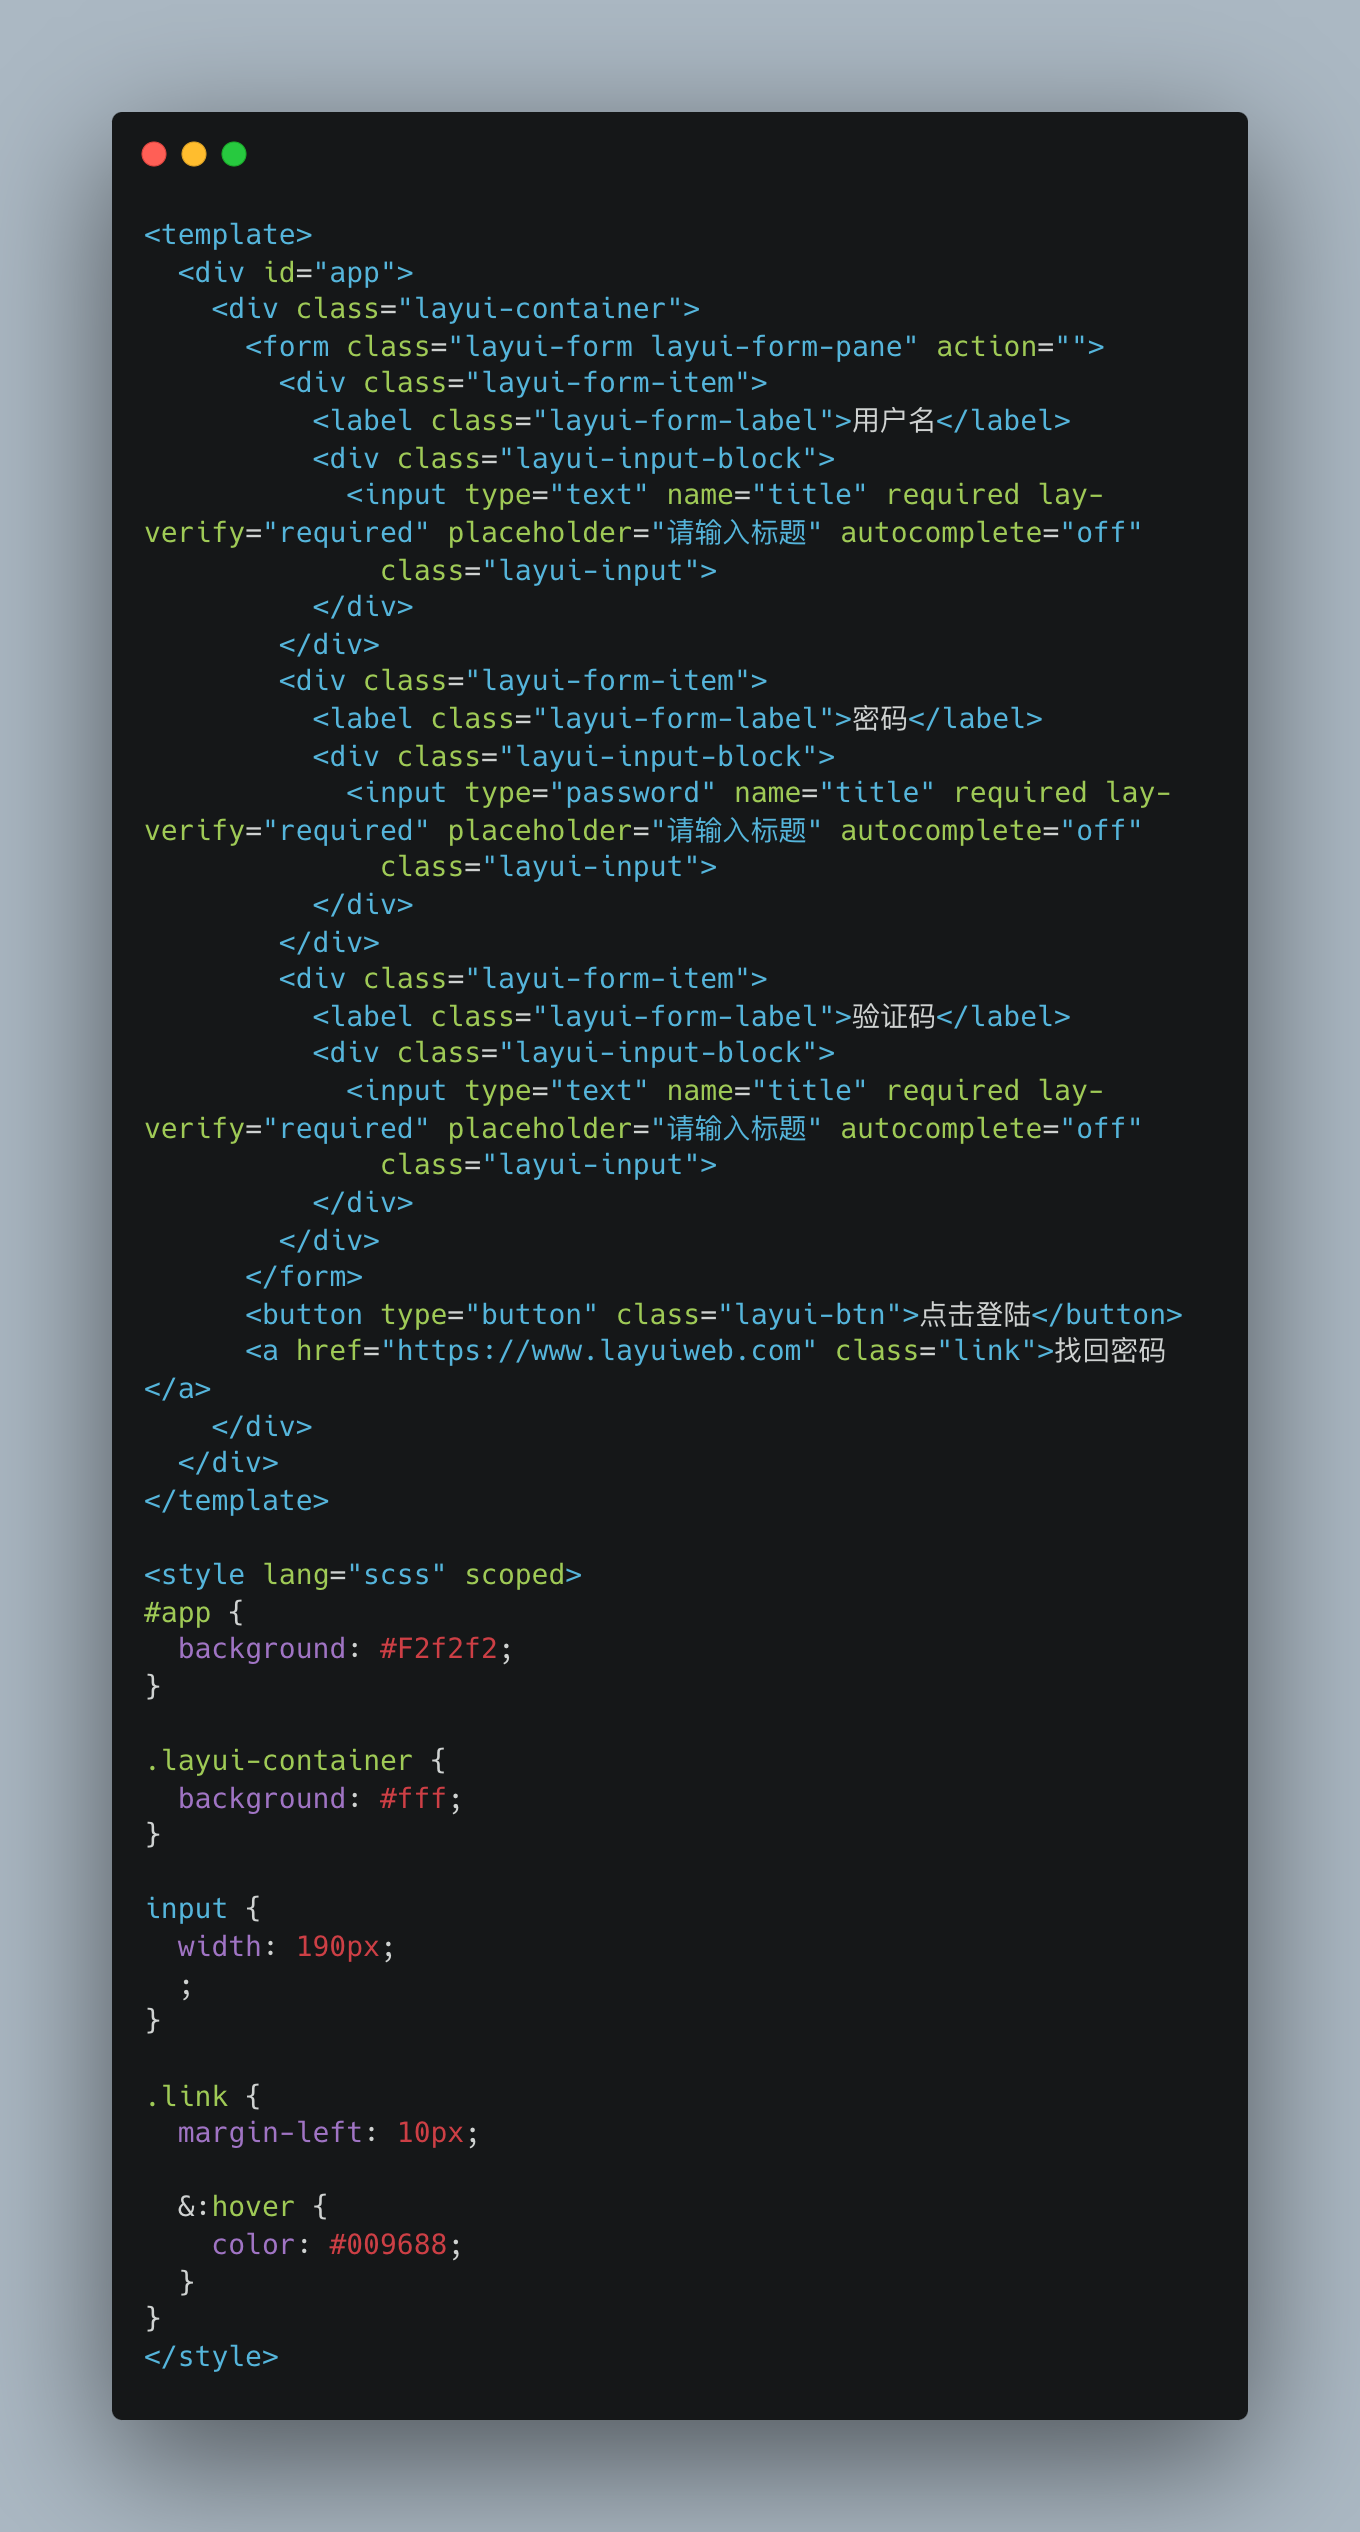 <template>
  <div id="app">
    <div class="layui-container">
      <form class="layui-form layui-form-pane" action="">
        <div class="layui-form-item">
          <label class="layui-form-label">用户名</label>
          <div class="layui-input-block">
            <input type="text" name="title" required lay-
verify="required" placeholder="请输入标题" autocomplete="off"
              class="layui-input">
          </div>
        </div>
        <div class="layui-form-item">
          <label class="layui-form-label">密码</label>
          <div class="layui-input-block">
            <input type="password" name="title" required lay-
verify="required" placeholder="请输入标题" autocomplete="off"
              class="layui-input">
          </div>
        </div>
        <div class="layui-form-item">
          <label class="layui-form-label">验证码</label>
          <div class="layui-input-block">
            <input type="text" name="title" required lay-
verify="required" placeholder="请输入标题" autocomplete="off"
              class="layui-input">
          </div>
        </div>
      </form>
      <button type="button" class="layui-btn">点击登陆</button>
      <a href="https://www.layuiweb.com" class="link">找回密码
</a>
    </div>
  </div>
</template>

<style lang="scss" scoped>
#app {
  background: #F2f2f2;
}

.layui-container {
  background: #fff;
}

input {
  width: 190px;
  ;
}

.link {
  margin-left: 10px;

  &:hover {
    color: #009688;
  }
}
</style>